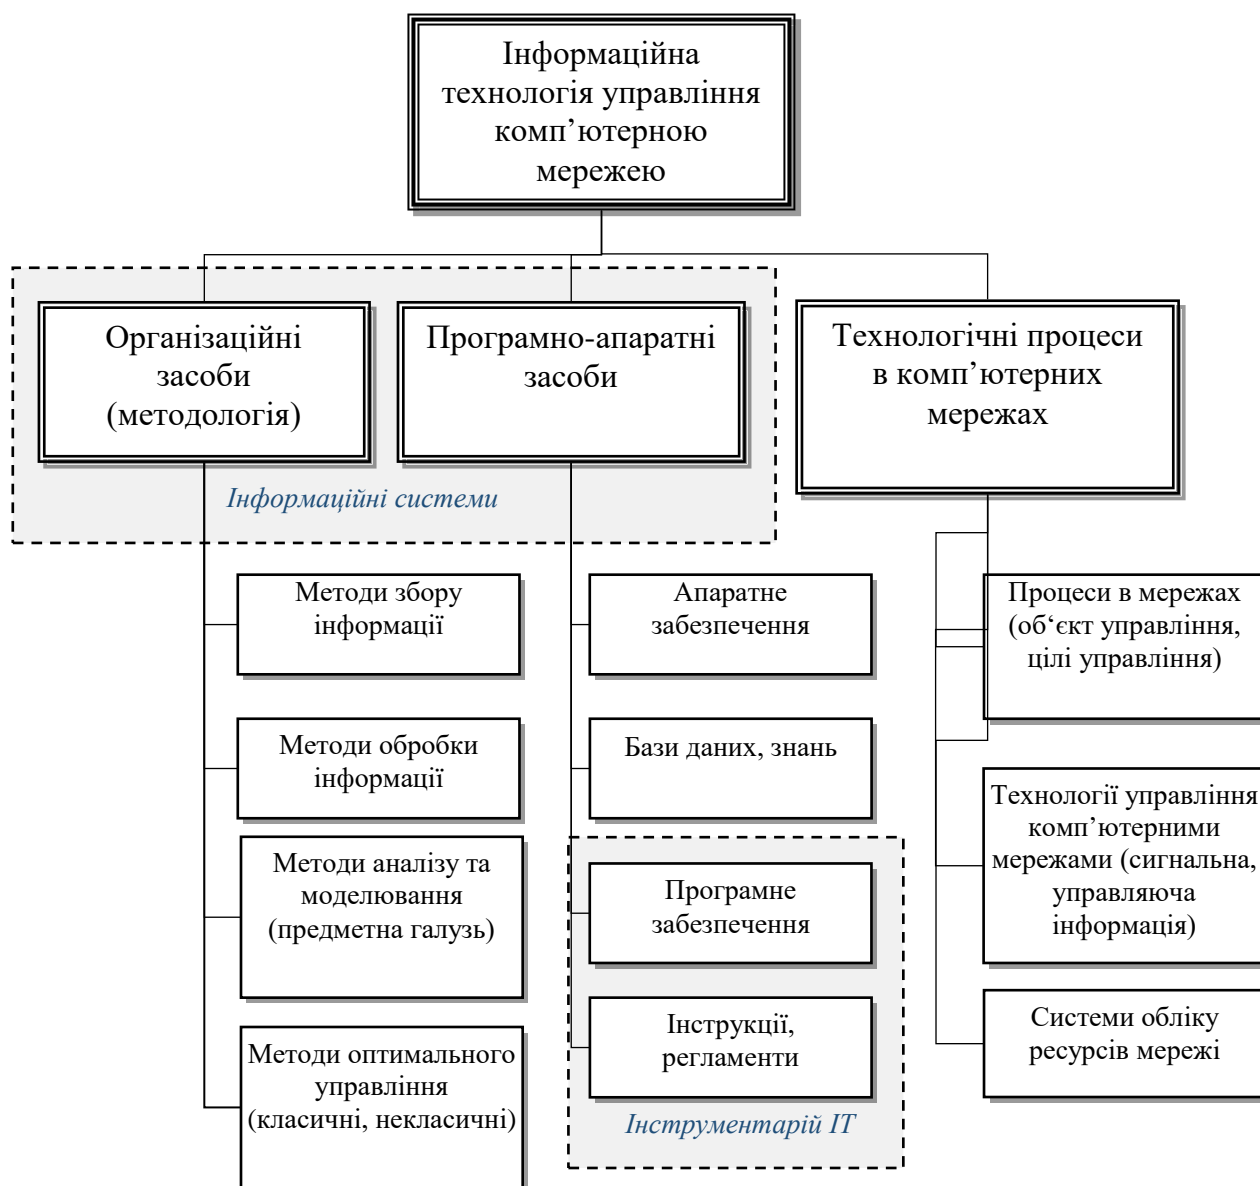 Інформаційна
технологія управління
комп’ютерною
мережею
Організаційні
засоби
(методологія)
Програмно-апаратні
засоби
Технологічні процеси
в комп’ютерних
мережах
Інформаційні системи
Методи збору
інформації
Методи обробки
інформації
Методи аналізу та
моделювання
(предметна галузь)
Методи оптимального
управління
(класичні, некласичні)
Апаратне
забезпечення
Бази даних, знань
Програмне
забезпечення
Інструкції,
регламенти
Інструментарій ІТ
Процеси в мережах
(об‘єкт управління,
цілі управління)
Технології управління
комп’ютерними
мережами (сигнальна,
управляюча
інформація)
Системи обліку
ресурсів мережі